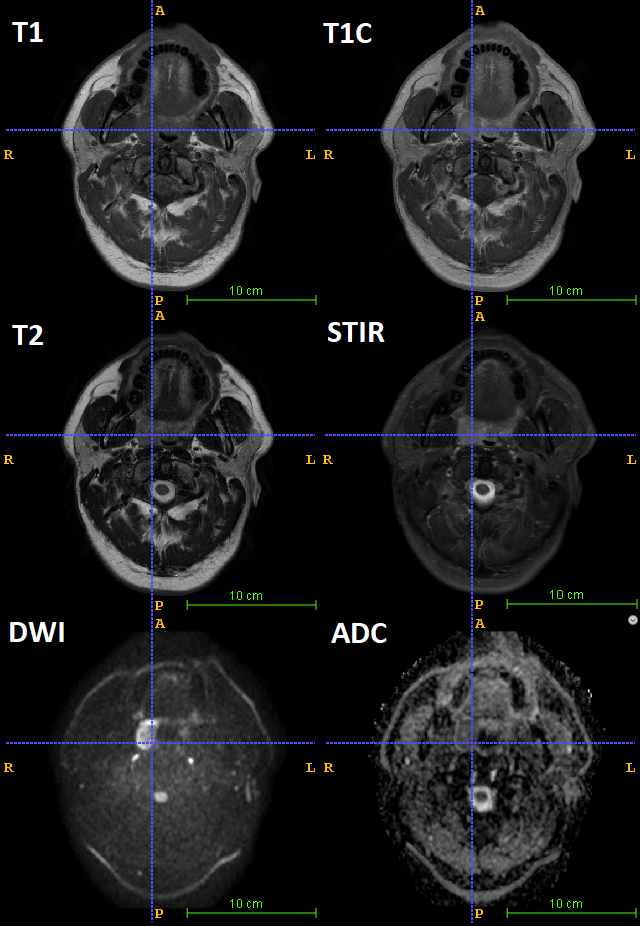 A A
T1 T1C
R L R L
10 cm 10 cm
P P
A A
T2 STIR
R L R L
10 cm 10 cm
P P
A A
DWI ADC
R L R L
10 cm 10 cm
P P